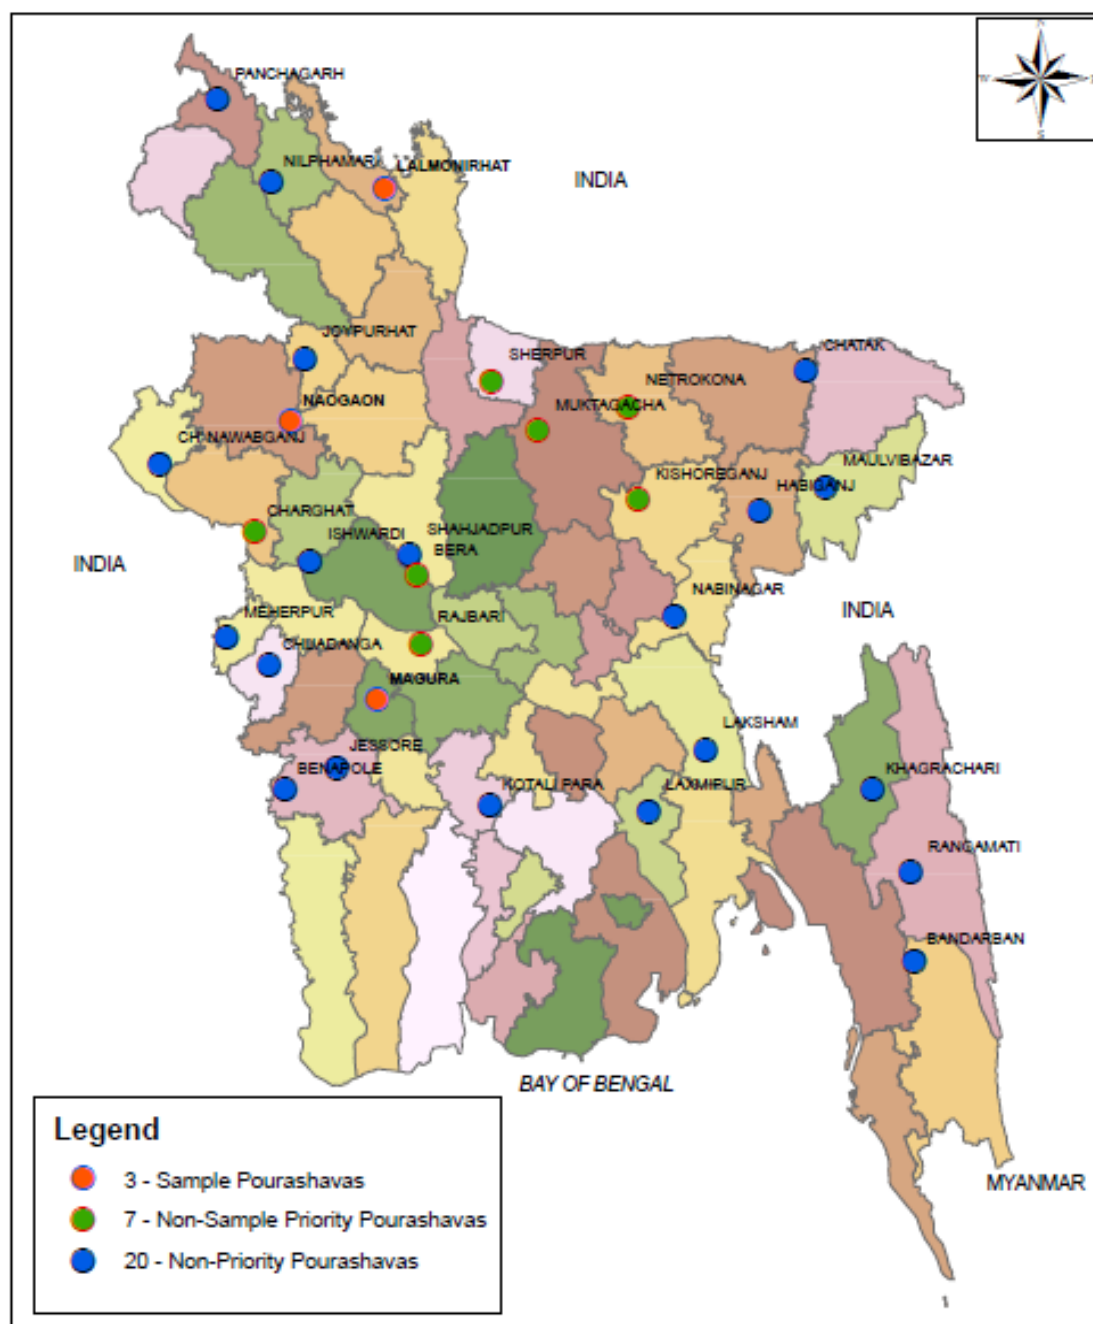 N
W
S
PANCHAGARH
NILPHAMARI
LALMONIRHAT
INDIA
JOYPURHAT
SHERPUR
CHATAK
NETROKONA
NAOGAON
MUKTAGACHA
CH. NAWABGANJ
MAULVIBAZAR
KISHOREGANJ
HABIGANJ
CHARGHAT
ISHWARDI
SHAHJADPUR
BERA
INDIA
NABINAGAR
INDIA
MEHERPUR
RAJBARI
CHUADANGA
MAGURA
LAKSHAM
JESSORE
BENAPOLE
KHAGRACHARI
KOTALI PARA
LAXMIPUR
RANGAMATI
BANDARBAN
BAY OF BENGAL
MYANMAR
Legend
3 - Sample Pourashavas
7 - Non-Sample Priority Pourashavas
20 - Non-Priority Pourashavas